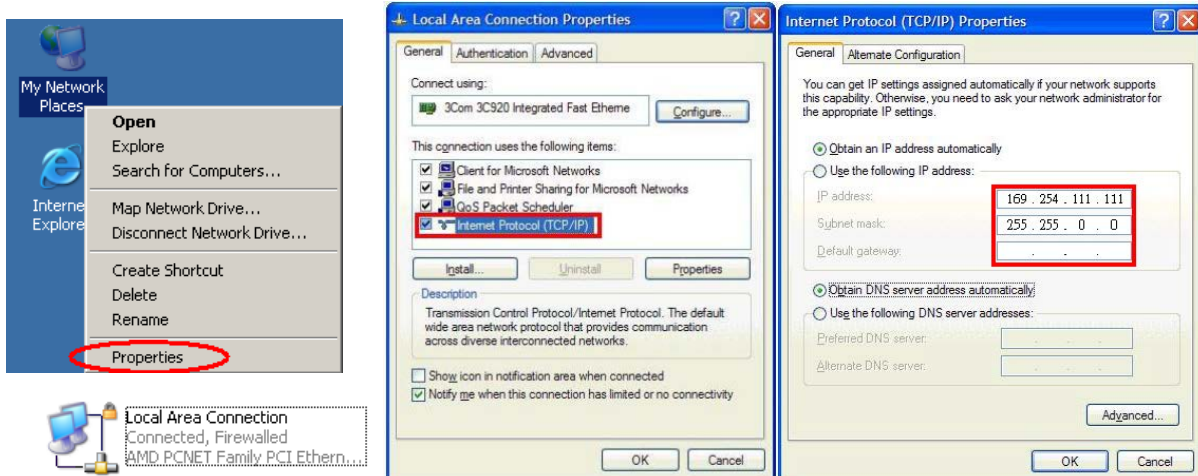 My Network
Places
Open
Explore
Search for Computers...
Map Network Drive...
Disconnect Network Drive...
Create Shortcut
Delete
Rename
Properties
Interne
Explore
Local Area Connection
Connected, Firewalled
AMD PCNET Family PCI Ethern...
Local Area Connection Properties
General Authentication Advanced
Connect using:
3Com 3C920 Integrated Fast Etherne
Configure...
This connection uses the following items:
Client for Microsoft Networks
File and Printer Sharing for Microsoft Networks
QoS Packet Scheduler
Internet Protocol (TCP/IP)
Install... Uninstall Properties
Description
Transmission Control Protocol/Internet Protocol. The default
wide area network protocol that provides communication
across diverse interconnected networks.
Show icon in notification area when connected
Notify me when this connection has limited or no connectivity
OK Cancel
Internet Protocol (TCP/IP) Properties
General Alternate Configuration
You can get IP settings assigned automatically if your network supports
this capability. Otherwise, you need to ask your network administrator for
the appropriate IP settings.
Obtain an IP address automatically
Use the following IP address:
IP address: 169 . 254 . 111 . 111
Subnet mask: 255 . 255 . 0 . 0
Default gateway: . . .
Obtain DNS server address automatically
Use the following DNS server addresses:
Preferred DNS server: . . .
Alternate DNS server: . . .
Advanced...
OK Cancel